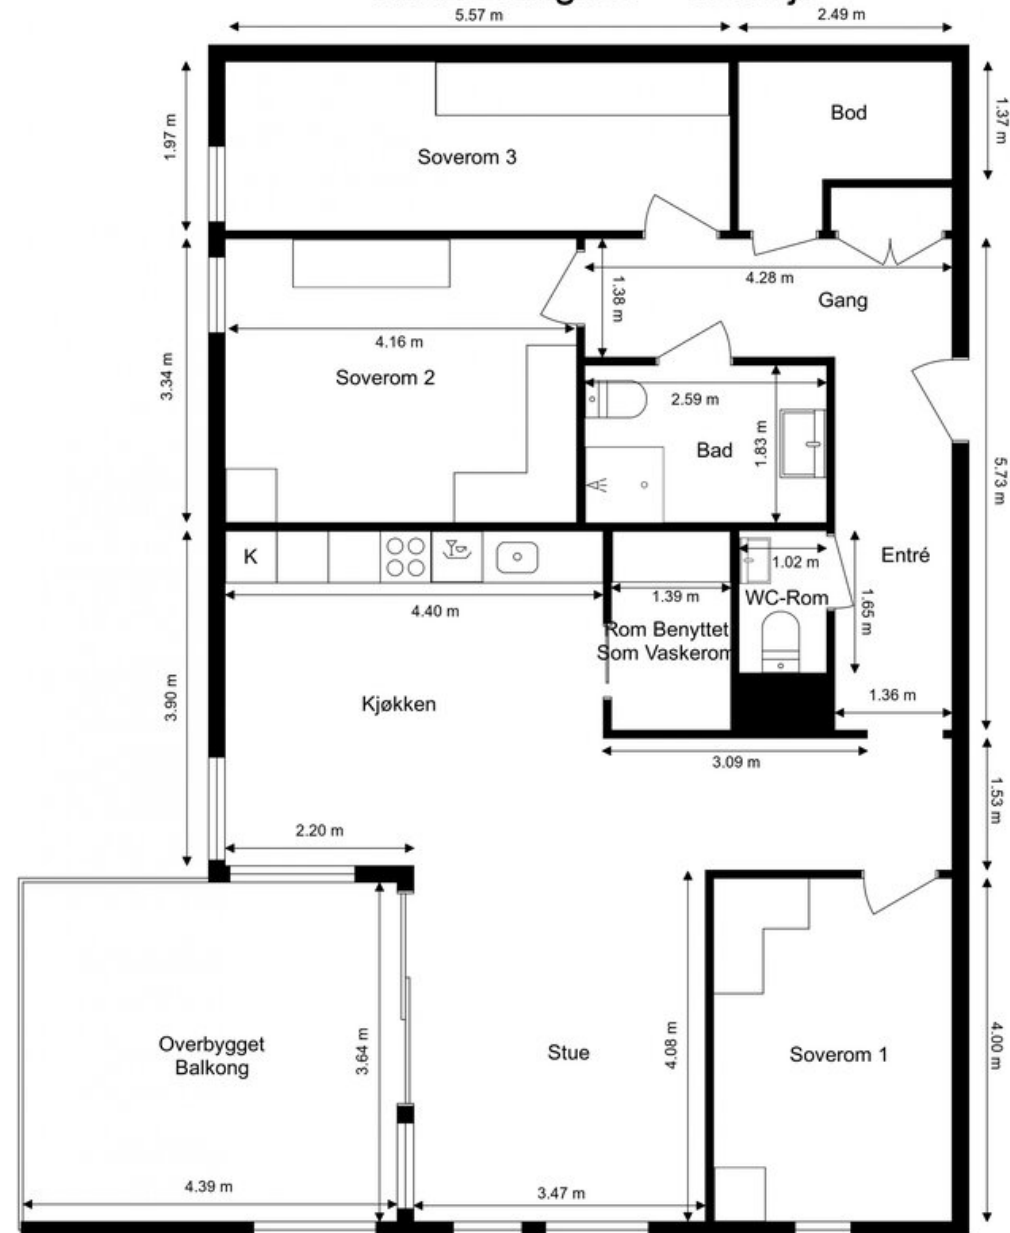 5.57 m
2.49 m
1.97 m
Soverom 3
Bod
1.37 m
4.28 m
1.38 m
Gang
4.16 m
Soverom 2
3.34 m
2.59 m
Bad
1.83 m
5.73 m
K
1.02 m
Entré
1.39 m
WC-Rom
1.65 m
4.40 m
Rom Benyttet
Som Vaskerom
Kjøkken
3.90 m
1.36 m
3.09 m
1.53 m
2.20 m
Overbygget
Balkong
3.64 m
Stue
4.08 m
Soverom 1
4.00 m
4.39 m
3.47 m